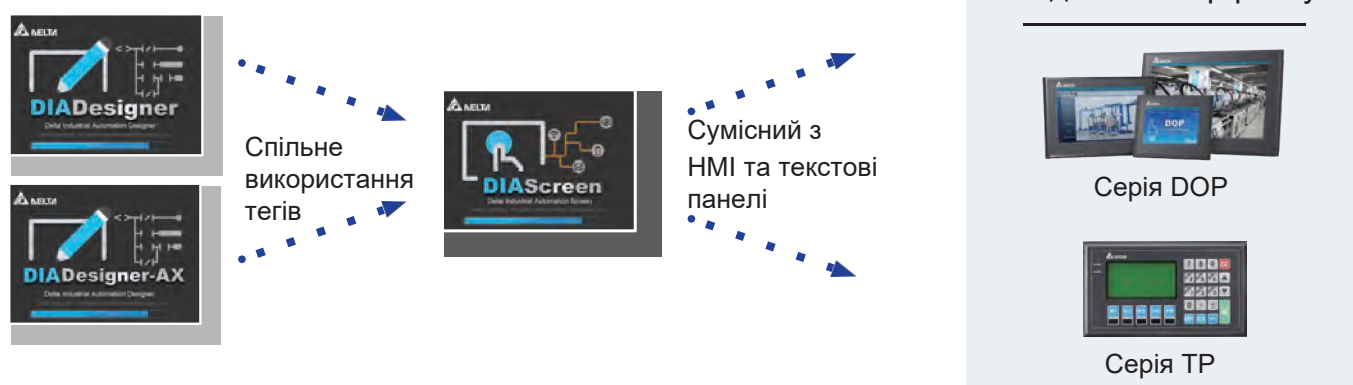 DELTA
DIADesigner
Delta Industrial Automation Designer
DELTA
DIADesigner-AX
Delta Industrial Automation Designer
Спільне
використання
тегів
DELTA
DIAScreen
Delta Industrial Automation Screen
Сумісний з
HMI та текстові
панелі
DOP
Серія DOP
Серія TP